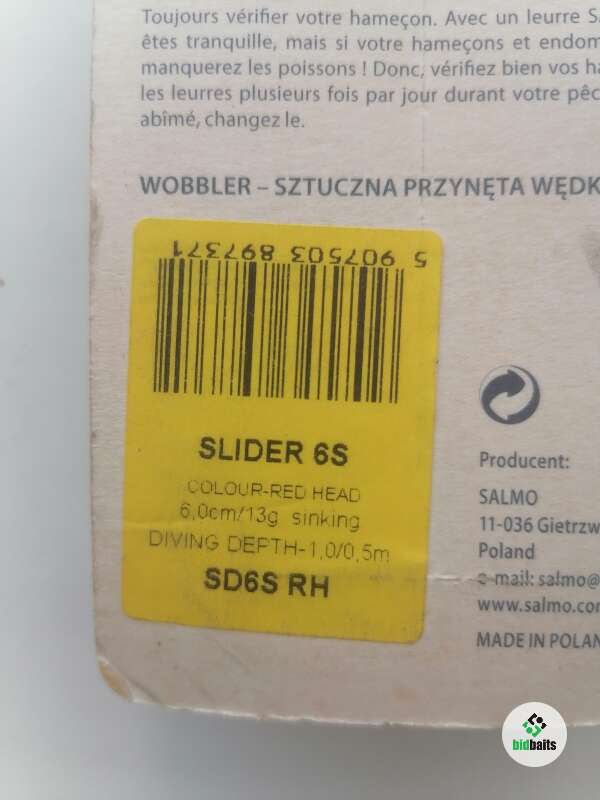 Toujours vérifier votre hameçon. Avec un leurre Sa
êtes tranquille, mais si votre hameçons et endom
manquerez les poissons ! Donc, vérifiez bien vos ha
les leurres plusieurs fois par jour durant votre pêc
abîmé, changez le.
WOBBLER – SZTUCZNA PRZYNĘTA WĘDK
5 907503 897371
SLIDER 6S
COLOUR-RED HEAD
6,0cm/13g sinking
DIVING DEPTH-1,0/0,5m
SD6S RH
Producent:
SALMO
11-036 Gietrzw
Poland
e-mail: salmo@
www.salmo.co
MADE IN POLAN
bidbaits